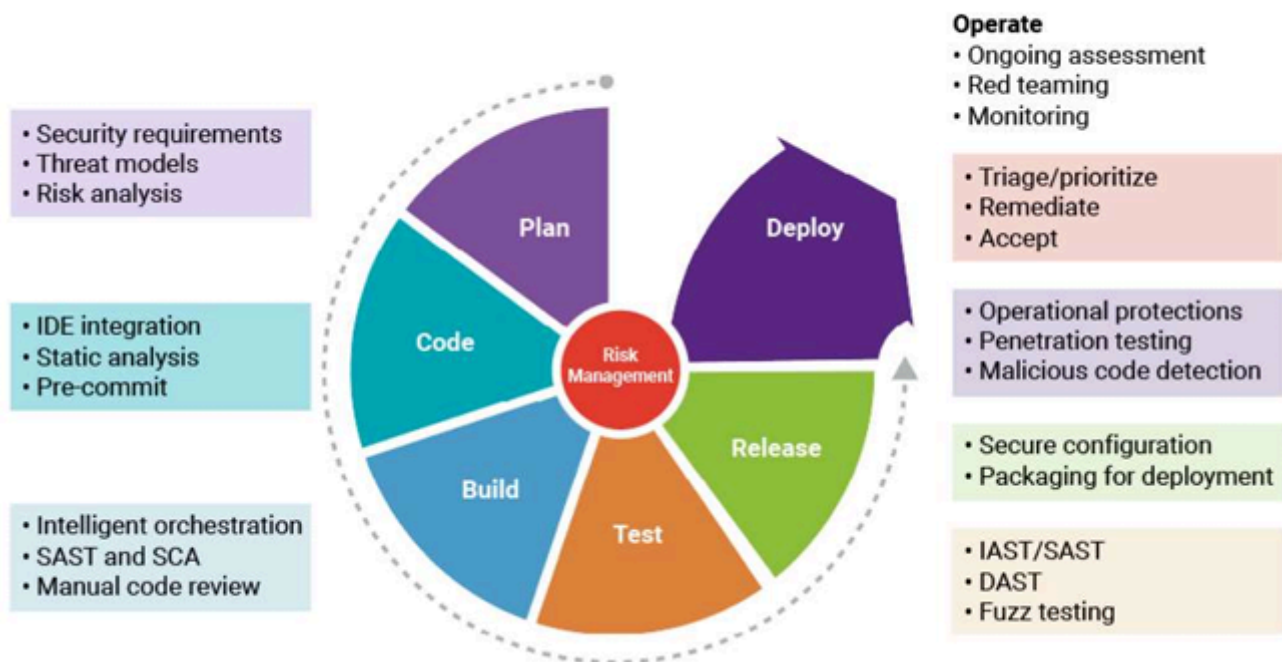 Operate
• Ongoing assessment
• Red teaming
• Monitoring
• Security requirements
• Threat models
• Risk analysis
• IDE integration
• Static analysis
• Pre-commit
• Intelligent orchestration
• SAST and SCA
• Manual code review
Plan
Code
Build
Test
Release
Deploy
Risk
Management
• Triage/prioritize
• Remediate
• Accept
• Operational protections
• Penetration testing
• Malicious code detection
• Secure configuration
• Packaging for deployment
• IAST/SAST
• DAST
• Fuzz testing